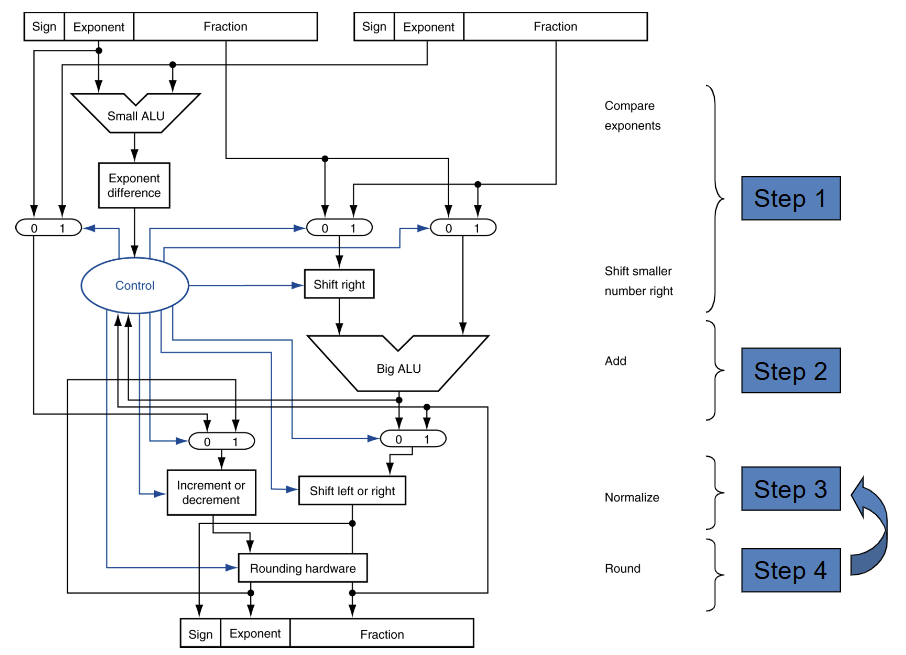 Sign Exponent Fraction
Sign Exponent Fraction
Small ALU
Compare
exponents
Exponent
difference
Step 1
0 1
0 1
0 1
Control
Shift right
Shift smaller
number right
Big ALU
Add
Step 2
0 1
0 1
Increment or
decrement
Shift left or right
Normalize
Step 3
Rounding hardware
Round
Step 4
Sign Exponent Fraction